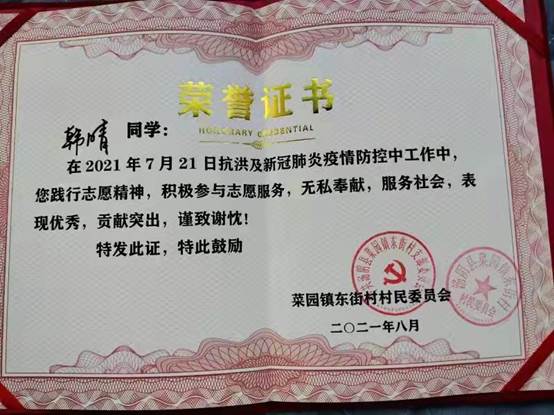 荣誉证书
HONORARY CREDENTIAL
韩晴 同学：
在2021年7月21日抗洪及新冠肺炎疫情防控中工作中，
您践行志愿精神，积极参与志愿服务，无私奉献，服务社会，表
现优秀，贡献突出，谨致谢忱！
特发此证，特此鼓励
菜园镇东街村村民委员会
二〇二一年八月
村民委员会